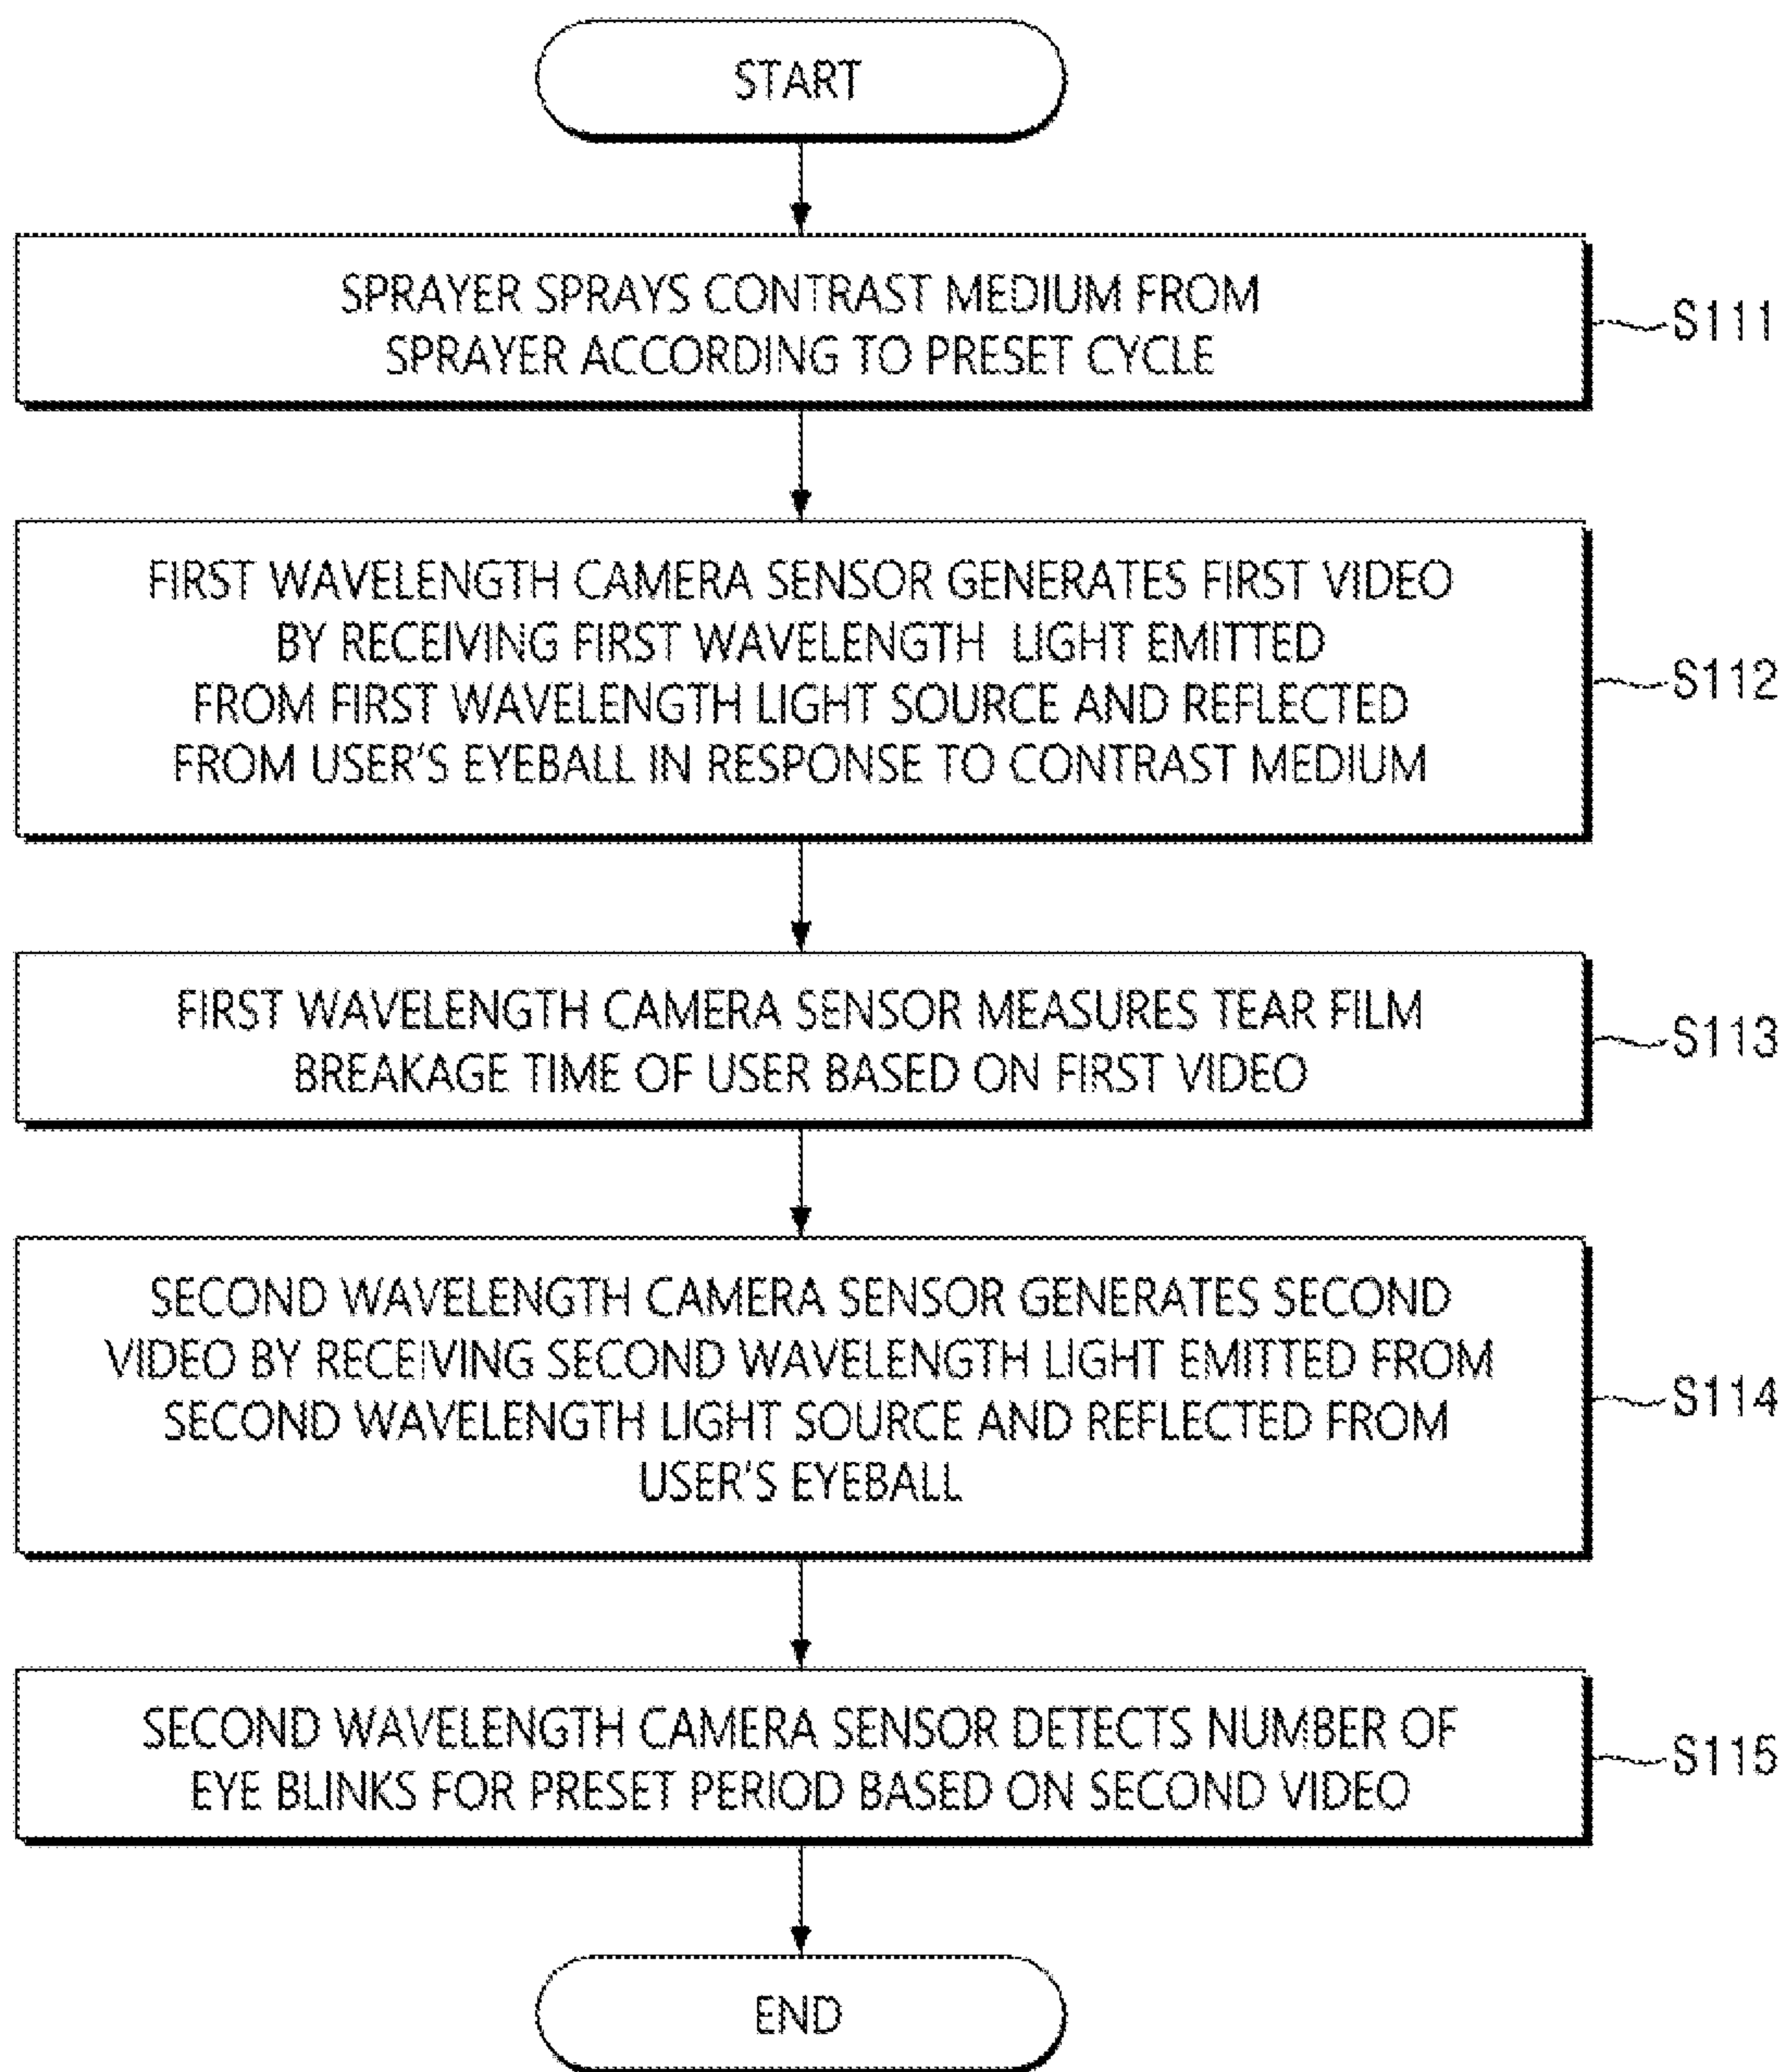 START
SPRAYER SPRAYS CONTRAST MEDIUM FROM
SPRAYER ACCORDING TO PRESET CYCLE
S111
FIRST WAVELENGTH CAMERA SENSOR GENERATES FIRST VIDEO
BY RECEIVING FIRST WAVELENGTH LIGHT EMITTED
FROM FIRST WAVELENGTH LIGHT SOURCE AND REFLECTED
FROM USER'S EYEBALL IN RESPONSE TO CONTRAST MEDIUM
S112
FIRST WAVELENGTH CAMERA SENSOR MEASURES TEAR FILM
BREAKAGE TIME OF USER BASED ON FIRST VIDEO
S113
SECOND WAVELENGTH CAMERA SENSOR GENERATES SECOND
VIDEO BY RECEIVING SECOND WAVELENGTH LIGHT EMITTED FROM
SECOND WAVELENGTH LIGHT SOURCE AND REFLECTED FROM
USER'S EYEBALL
S114
SECOND WAVELENGTH CAMERA SENSOR DETECTS NUMBER OF
EYE BLINKS FOR PRESET PERIOD BASED ON SECOND VIDEO
S115
END